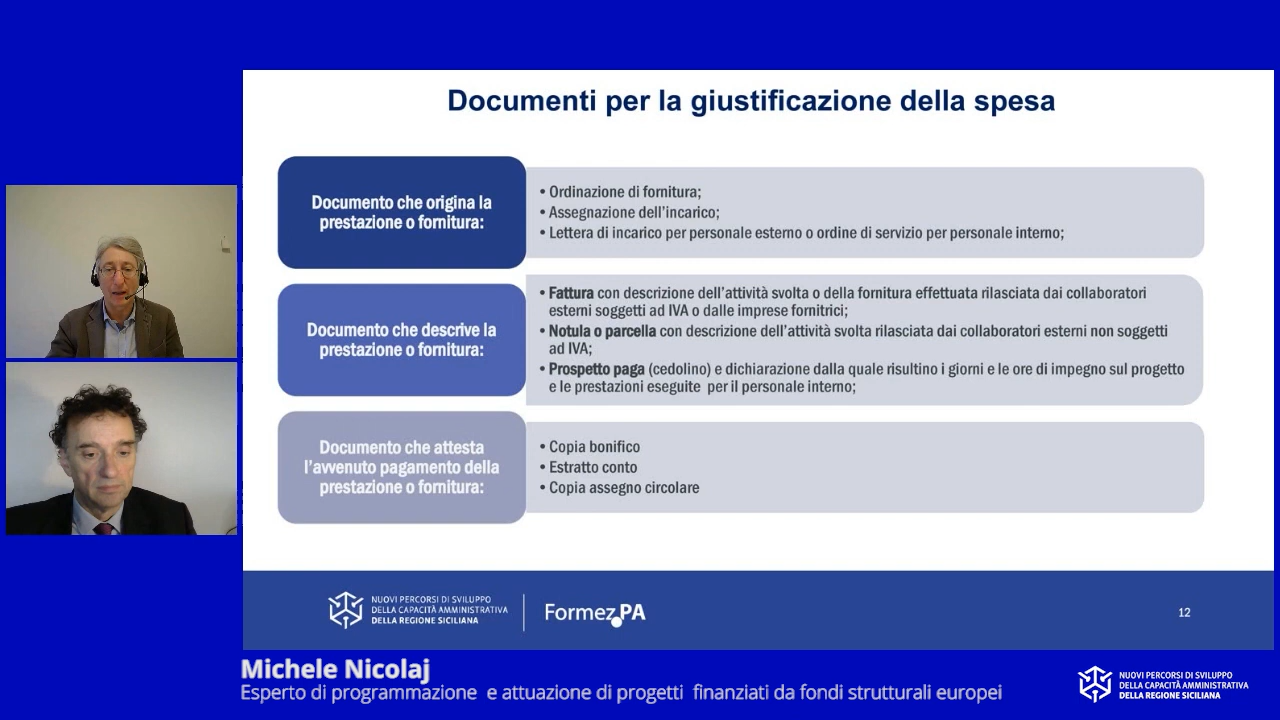 Documenti per la giustificazione della spesa
Documento che origina la
prestazione o fornitura:
• Ordinazione di fornitura;
• Assegnazione dell'incarico;
• Lettera di incarico per personale esterno o ordine di servizio per personale interno;
Documento che descrive la
prestazione o fornitura:
• Fattura con descrizione dell'attività svolta o della fornitura effettuata rilasciata dai collaboratori
esterni soggetti ad IVA o dalle imprese fornitrici;
• Notula o parcella con descrizione dell'attività svolta rilasciata dai collaboratori esterni non soggetti
ad IVA;
• Prospetto paga (cedolino) e dichiarazione dalla quale risultino i giorni e le ore di impegno sul progetto
e le prestazioni eseguite per il personale interno;
Documento che attesta
l'avvenuto pagamento della
prestazione o fornitura:
• Copia bonifico
• Estratto conto
• Copia assegno circolare
NUOVI PERCORSI DI SVILUPPO
DELLA CAPACITÀ AMMINISTRATIVA
DELLA REGIONE SICILIANA
Formez PA
12
Michele Nicolaj
Esperto di programmazione e attuazione di progetti finanziati da fondi strutturali europei
NUOVI PERCORSI DI SVILUPPO
DELLA CAPACITÀ AMMINISTRATIVA
DELLA REGIONE SICILIANA